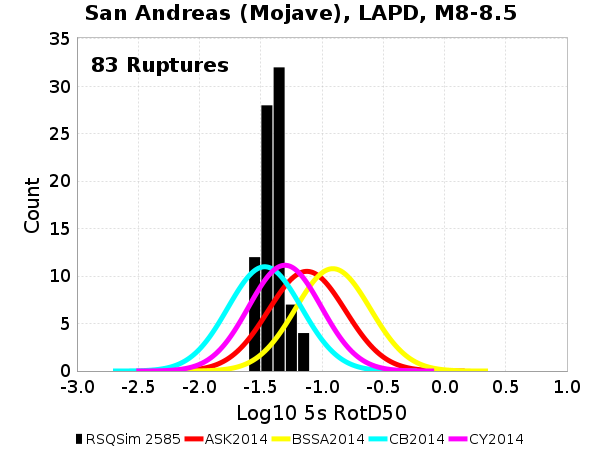 San Andreas (Mojave), LAPD, M8-8.5
83 Ruptures
Count
35
30
25
20
15
10
5
0
-3.0 -2.5 -2.0 -1.5 -1.0 -0.5 0.0 0.5 1.0
Log10 5s RotD50
RSQSim 2585 ASK2014 BSSA2014 CB2014 CY2014